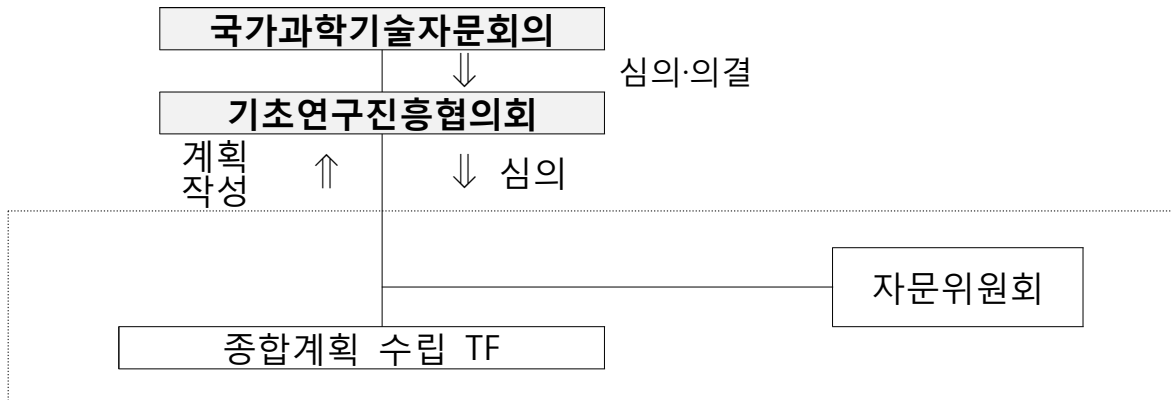 국가과학기술자문회의
⇓ 심의·의결
기초연구진흥협의회
계획
작성
⇑ ⇓ 심의
자문위원회
종합계획 수립 TF